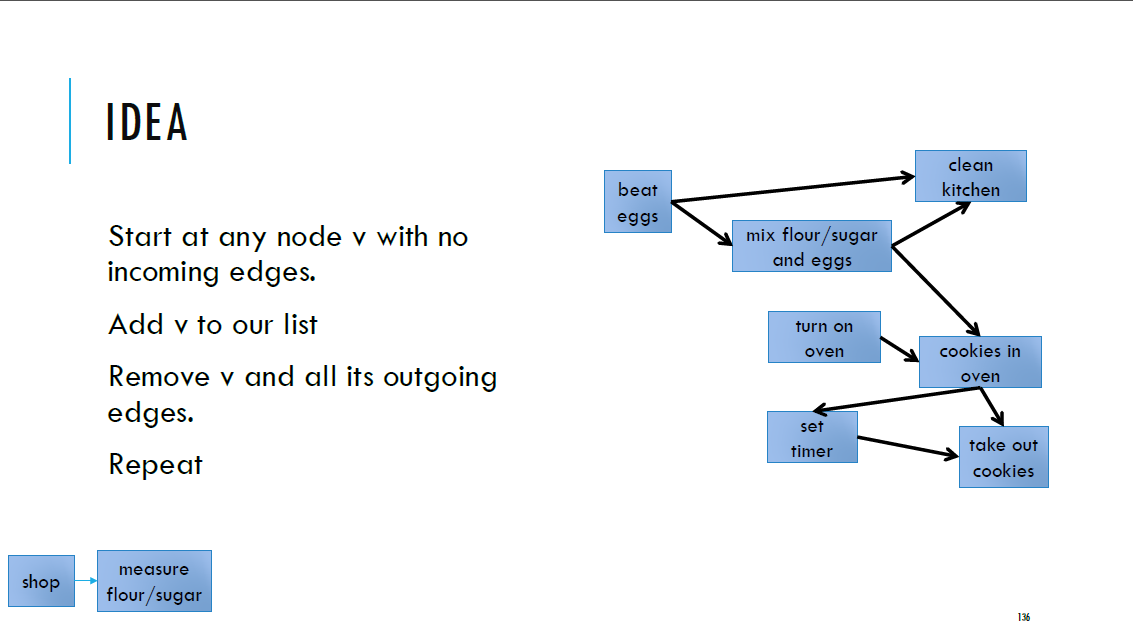 IDEA
Start at any node v with no
incoming edges.
Add v to our list
Remove v and all its outgoing
edges.
Repeat
beat
eggs
clean
kitchen
mix flour/sugar
and eggs
turn on
oven
cookies in
oven
set
timer
take out
cookies
shop
measure
flour/sugar
136